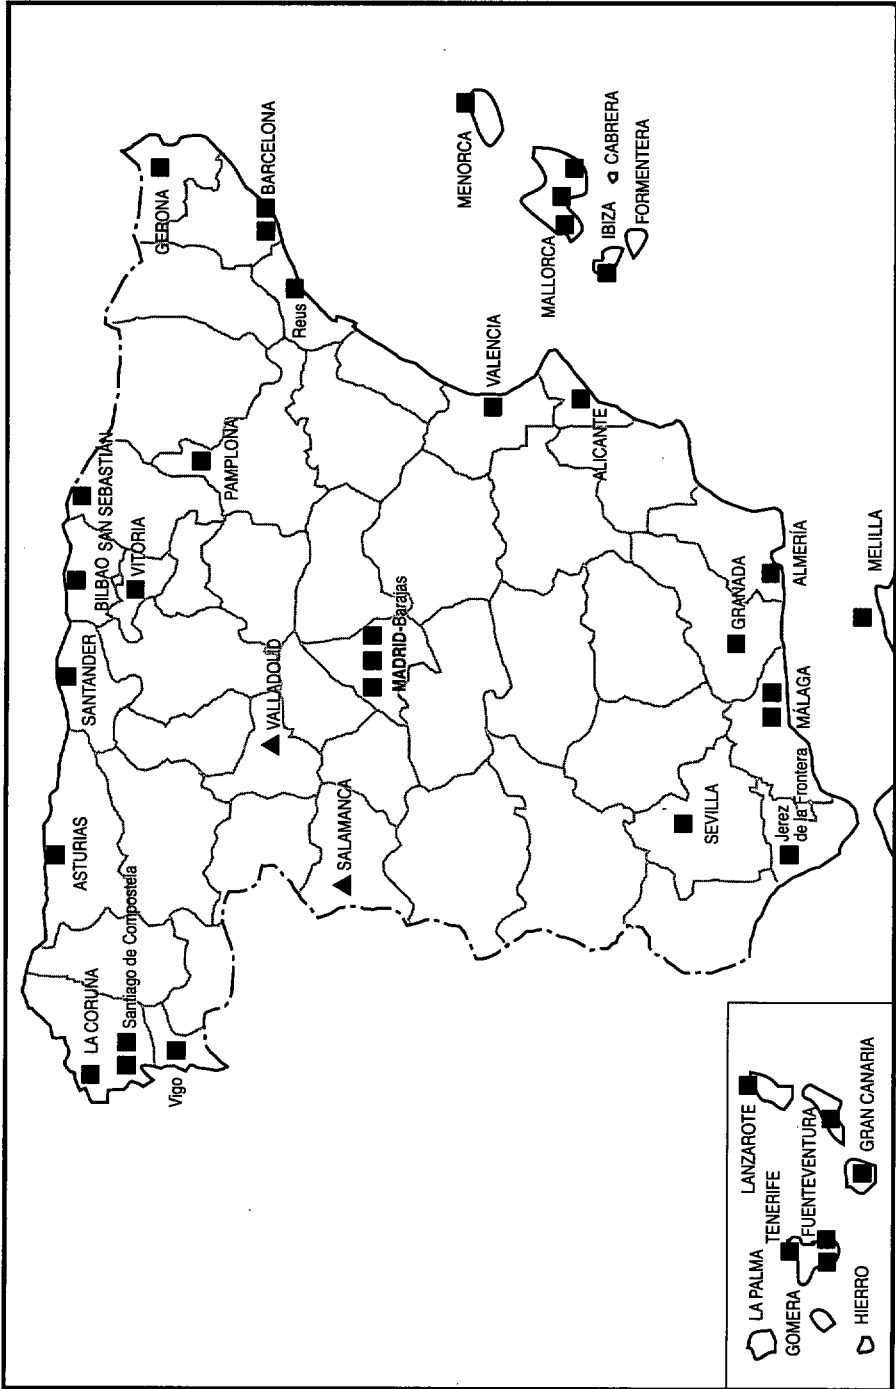 LA CORUÑA
Santiago de Compostela
Vigo
ASTURIAS
SANTANDER
BILBAO
SAN SEBASTIÁN
VITORIA
PAMPLONA
GERONA
BARCELONA
Reus
VALLADOLID
SALAMANCA
MADRID-Barajas
MENORCA
MALLORCA
IBIZA
CABRERA
FORMENTERA
VALENCIA
ALICANTE
SEVILLA
Jerez
de la Frontera
MÁLAGA
GRANADA
ALMERÍA
MELILLA
LA PALMA
GOMERA
HIERRO
TENERIFE
LANZAROTE
FUENTEVENTURA
GRAN CANARIA